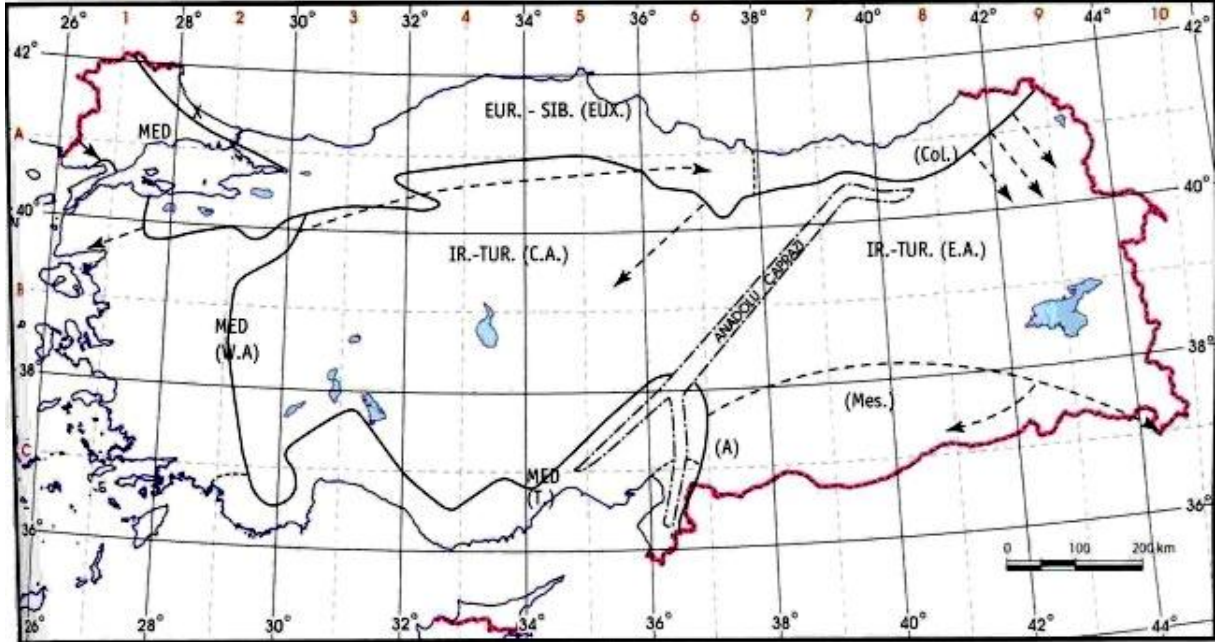 26° 1 28° 2 30° 3 32° 4 34° 5 36° 6 38° 7 40° 8 42° 9 44° 10
42°
42°
EUR. - SIB. (EUX.)
X
MED
A
(Col.)
40°
40°
IR.-TUR. (C.A.)
IR.-TUR. (E.A.)
ANADOLU ÇAPRAZI
B
MED
(W.A)
38°
38°
(Mes.)
C
MED
(T.)
(A)
36°
36°
0 100 200 km
26° 28° 30° 32° 34° 36° 38° 40° 42° 44°